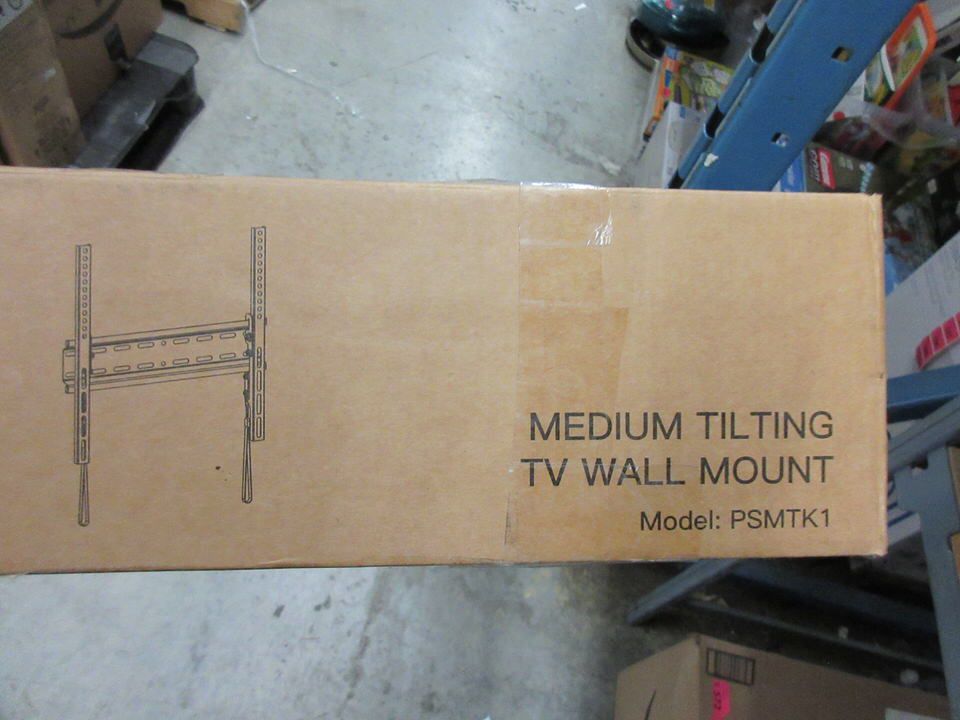 MEDIUM TILTING
TV WALL MOUNT
Model: PSMTK1